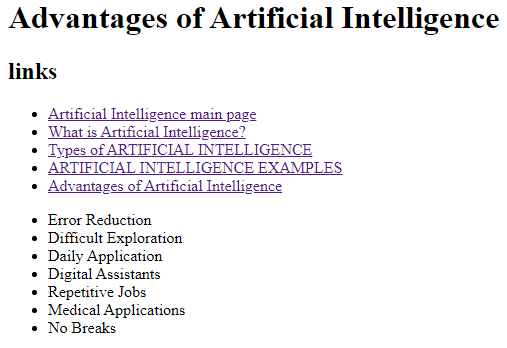 Advantages of Artificial Intelligence
links
Artificial Intelligence main page
What is Artificial Intelligence?
Types of ARTIFICIAL INTELLIGENCE
ARTIFICIAL INTELLIGENCE EXAMPLES
Advantages of Artificial Intelligence
Error Reduction
Difficult Exploration
Daily Application
Digital Assistants
Repetitive Jobs
Medical Applications
No Breaks